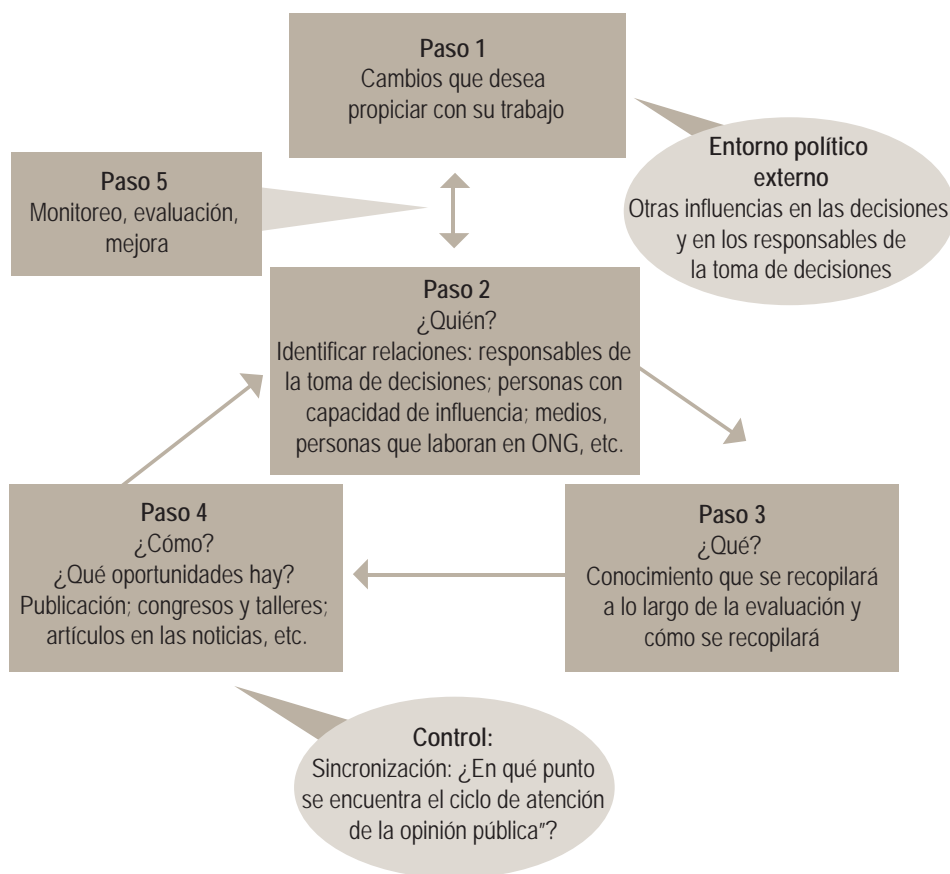 Paso 1
Cambios que desea
propiciar con su trabajo
Entorno político
externo
Otras influencias en las decisiones
y en los responsables de
la toma de decisiones
Paso 5
Monitoreo, evaluación,
mejora
Paso 2
¿Quién?
Identificar relaciones: responsables de
la toma de decisiones; personas con
capacidad de influencia; medios,
personas que laboran en ONG, etc.
Paso 3
¿Qué?
Conocimiento que se recopilará
a lo largo de la evaluación y
cómo se recopilará
Paso 4
¿Cómo?
¿Qué oportunidades hay?
Publicación; congresos y talleres;
artículos en las noticias, etc.
Control:
Sincronización: ¿En qué punto
se encuentra el ciclo de atención
de la opinión pública”?